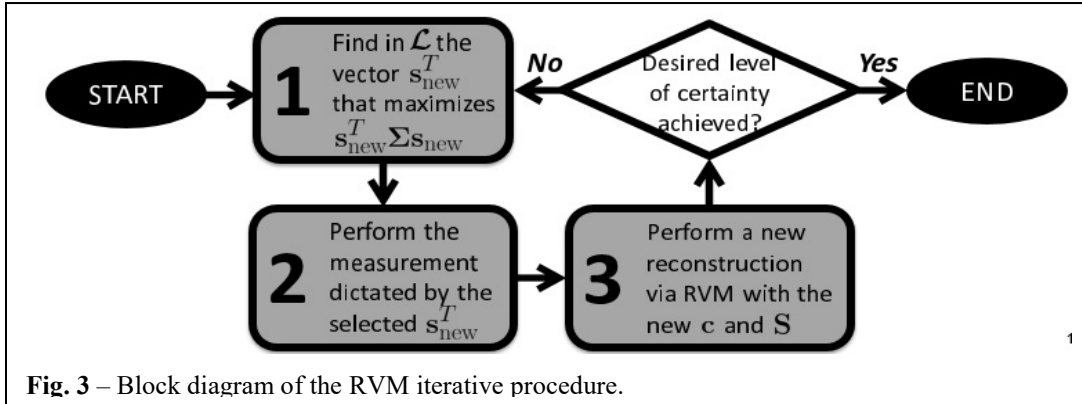 START
1
Find in 𝓛 the
vector s_new^T
that maximizes
s_new^T Σ s_new
No
Desired level
of certainty
achieved?
Yes
END
2
Perform the
measurement
dictated by the
selected s_new^T
3
Perform a new
reconstruction
via RVM with the
new c and S
1
Fig. 3 – Block diagram of the RVM iterative procedure.